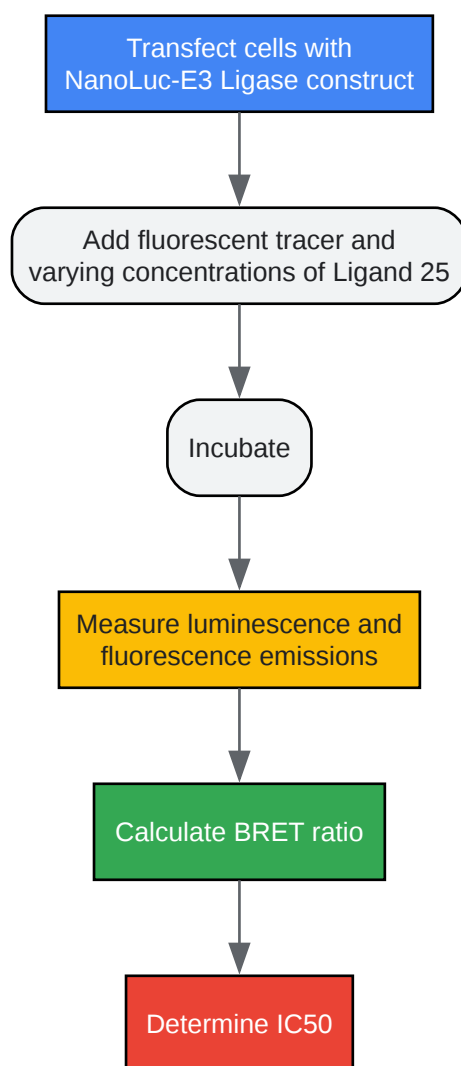 Transfect cells with
NanoLuc-E3 Ligase construct
Add fluorescent tracer and
varying concentrations of Ligand 25
Incubate
Measure luminescence and
fluorescence emissions
Calculate BRET ratio
Determine IC50